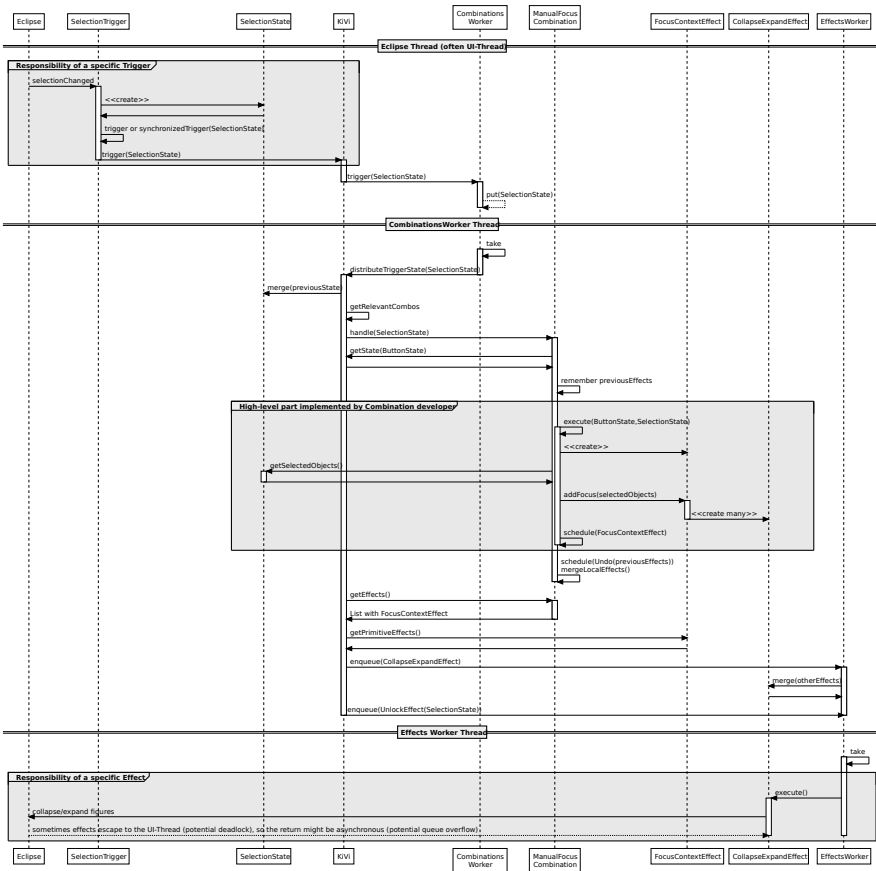 Eclipse SelectionTrigger SelectionState KiVi Combinations Worker ManualFocus Combination FocusContextEffect CollapseExpandEffect EffectsWorker
Eclipse Thread (often UI-Thread)
Responsibility of a specific Trigger
selectionChanged
<<create>>
trigger or synchronizedTrigger(SelectionState)
trigger(SelectionState)
trigger(SelectionState)
put(SelectionState)
CombinationsWorker Thread
take
distributeTriggerState(SelectionState)
merge(previousState)
getRelevantCombos
handle(SelectionState)
getState(ButtonState)
remember previousEffects
High-level part implemented by Combination developer
execute(ButtonState,SelectionState)
<<create>>
getSelectedObjects()
addFocus(selectedObjects)
<<create many>>
schedule(FocusContextEffect)
schedule(Undo(previousEffects))
mergeLocalEffects()
getEffects()
List with FocusContextEffect
getPrimitiveEffects()
enqueue(CollapseExpandEffect)
merge(otherEffects)
enqueue(UnlockEffect(SelectionState))
Effects Worker Thread
take
Responsibility of a specific Effect
execute()
collapse/expand figures
sometimes effects escape to the UI-Thread (potential deadlock), so the return might be asynchronous (potential queue overflow)
Eclipse SelectionTrigger SelectionState KiVi Combinations Worker ManualFocus Combination FocusContextEffect CollapseExpandEffect EffectsWorker